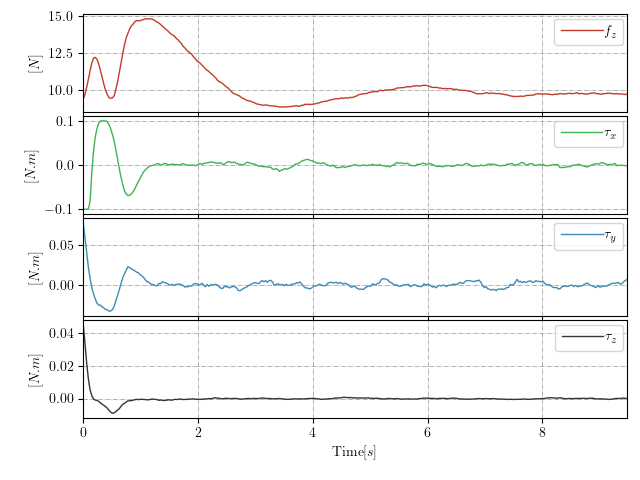 15.0
12.5
10.0
[N]
f_z
0.1
0.0
−0.1
[N.m]
τ_x
0.05
0.00
[N.m]
τ_y
0.04
0.02
0.00
[N.m]
τ_z
0 2 4 6 8
Time[s]